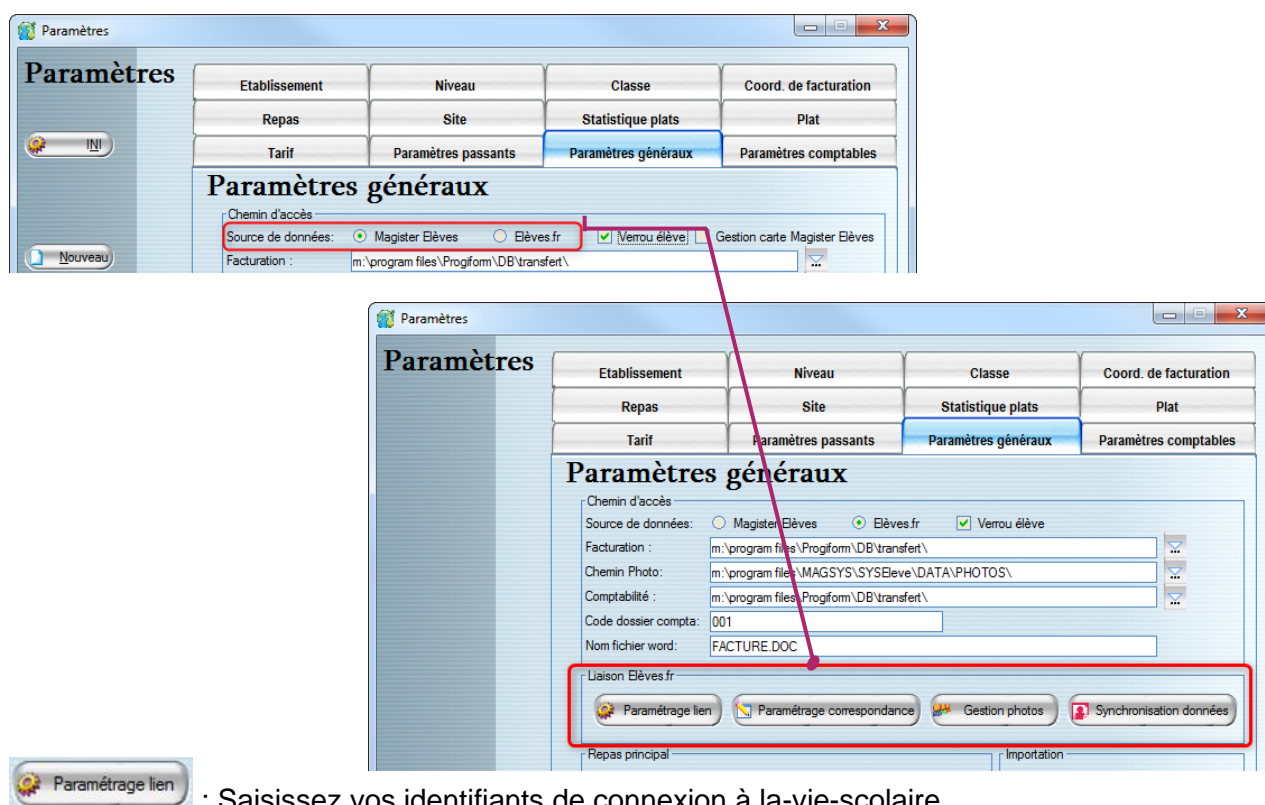 Paramètres
Paramètres
Etablissement Niveau Classe Coord. de facturation
Repas Site Statistique plats Plat
INI
Tarif Paramètres passants Paramètres généraux Paramètres comptables
Paramètres généraux
Chemin d'accès
Source de données: Magister Elèves Elèves.fr Verrou élève Gestion carte Magister Elèves
Nouveau
Facturation : m:\program files\Progiform\DB\transfert\ ...
Paramètres
Paramètres
Etablissement Niveau Classe Coord. de facturation
Repas Site Statistique plats Plat
Tarif Paramètres passants Paramètres généraux Paramètres comptables
Paramètres généraux
Chemin d'accès
Source de données: Magister Elèves Elèves.fr Verrou élève
Facturation : m:\program files\Progiform\DB\transfert\ ...
Chemin Photo: m:\program files\MAGSYS\SYSEleve\DATA\PHOTOS\ ...
Comptabilité : m:\program files\Progiform\DB\transfert\ ...
Code dossier compta: 001
Nom fichier word: FACTURE.DOC
Liaison Elèves.fr
Paramétrage lien Paramétrage correspondance Gestion photos Synchronisation données
Repas principal Importation
Paramétrage lien : Saisissez vos identifiants de connexion à la-vie-scolaire